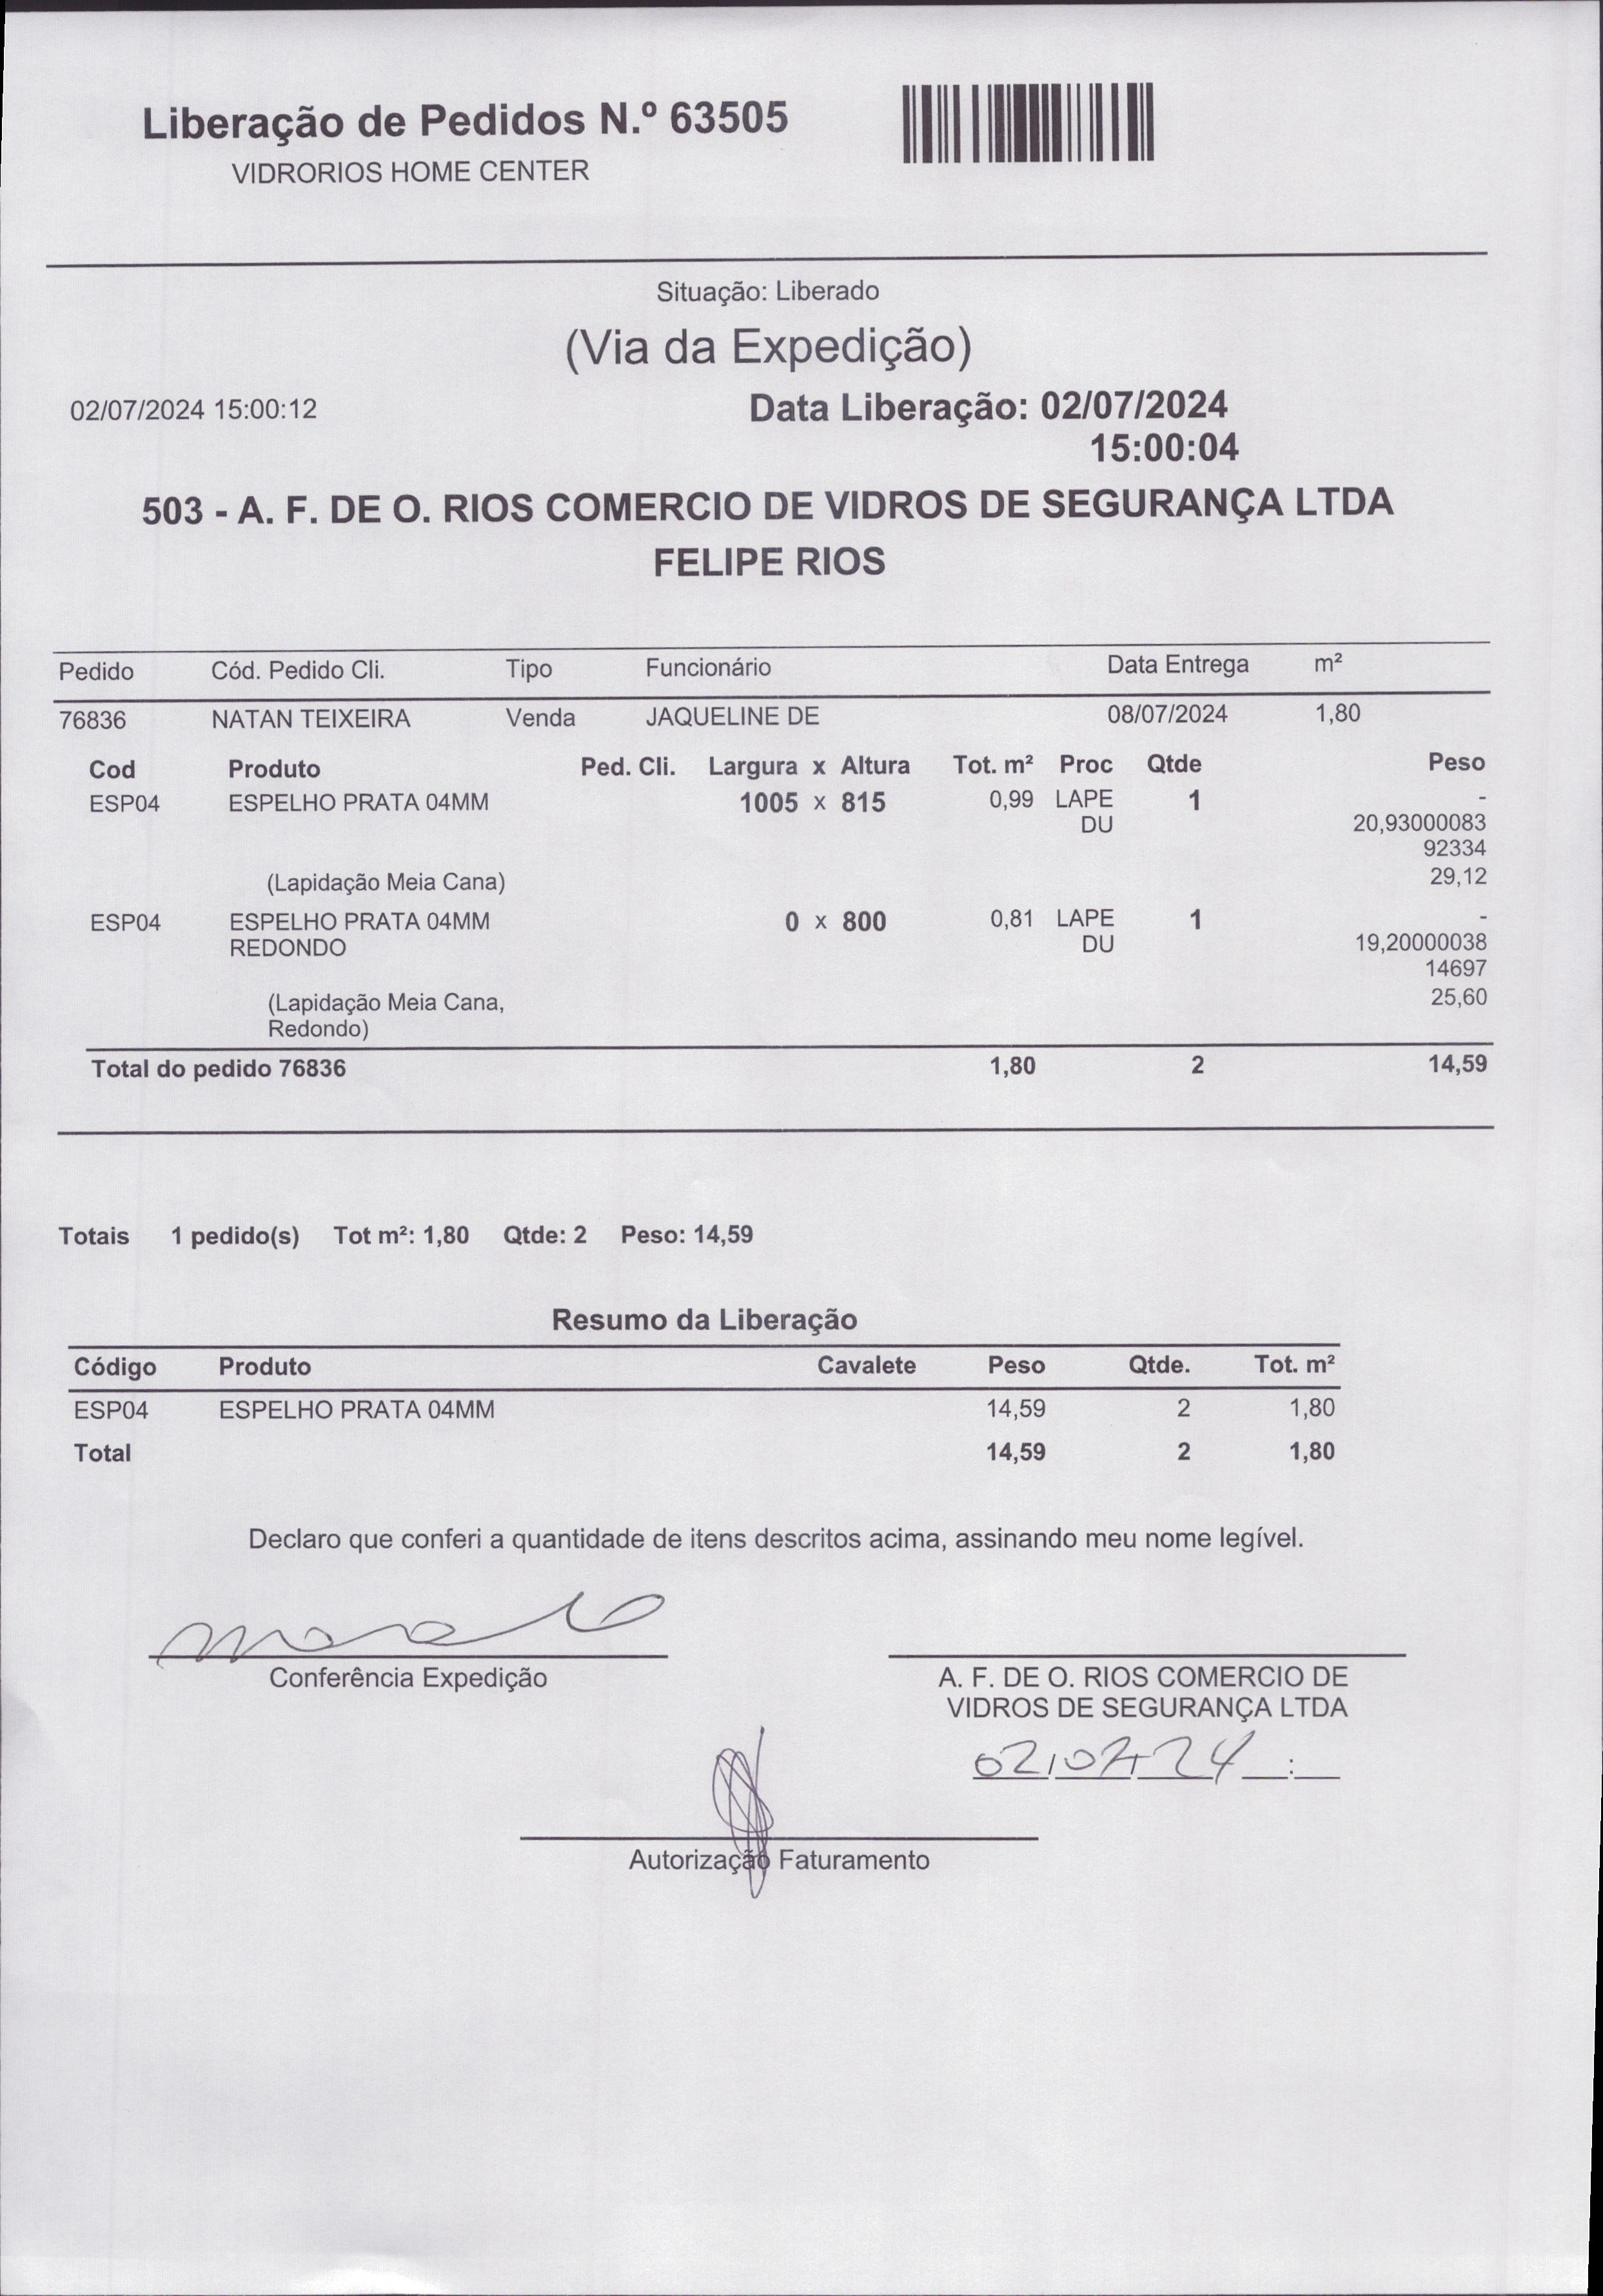 Liberação de Pedidos N.º 63505
VIDRORIOS HOME CENTER
Situação: Liberado
(Via da Expedição)
02/07/2024 15:00:12 Data Liberação: 02/07/2024
15:00:04
503 - A. F. DE O. RIOS COMERCIO DE VIDROS DE SEGURANÇA LTDA
FELIPE RIOS
Pedido Cód. Pedido Cli. Tipo Funcionário Data Entrega m²
76836 NATAN TEIXEIRA Venda JAQUELINE DE 08/07/2024 1,80
Cod Produto Ped. Cli. Largura x Altura Tot. m² Proc Qtde Peso
ESP04 ESPELHO PRATA 04MM 1005 x 815 0,99 LAPE 1 -
DU 20,93000083
92334
(Lapidação Meia Cana) 29,12
ESP04 ESPELHO PRATA 04MM 0 x 800 0,81 LAPE 1 -
REDONDO DU 19,20000038
14697
(Lapidação Meia Cana, 25,60
Redondo)
Total do pedido 76836 1,80 2 14,59
Totais 1 pedido(s) Tot m²: 1,80 Qtde: 2 Peso: 14,59
Resumo da Liberação
Código Produto Cavalete Peso Qtde. Tot. m²
ESP04 ESPELHO PRATA 04MM 14,59 2 1,80
Total 14,59 2 1,80
Declaro que conferi a quantidade de itens descritos acima, assinando meu nome legível.
Conferência Expedição
A. F. DE O. RIOS COMERCIO DE
VIDROS DE SEGURANÇA LTDA
02/07/24 :
Autorização Faturamento